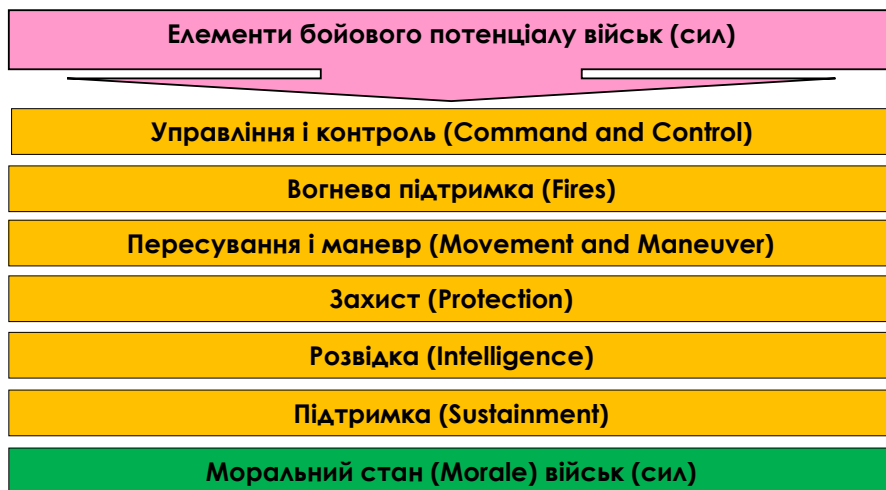 Елементи бойового потенціалу військ (сил)
Управління і контроль (Command and Control)
Вогнева підтримка (Fires)
Пересування і маневр (Movement and Maneuver)
Захист (Protection)
Розвідка (Intelligence)
Підтримка (Sustainment)
Моральний стан (Morale) військ (сил)